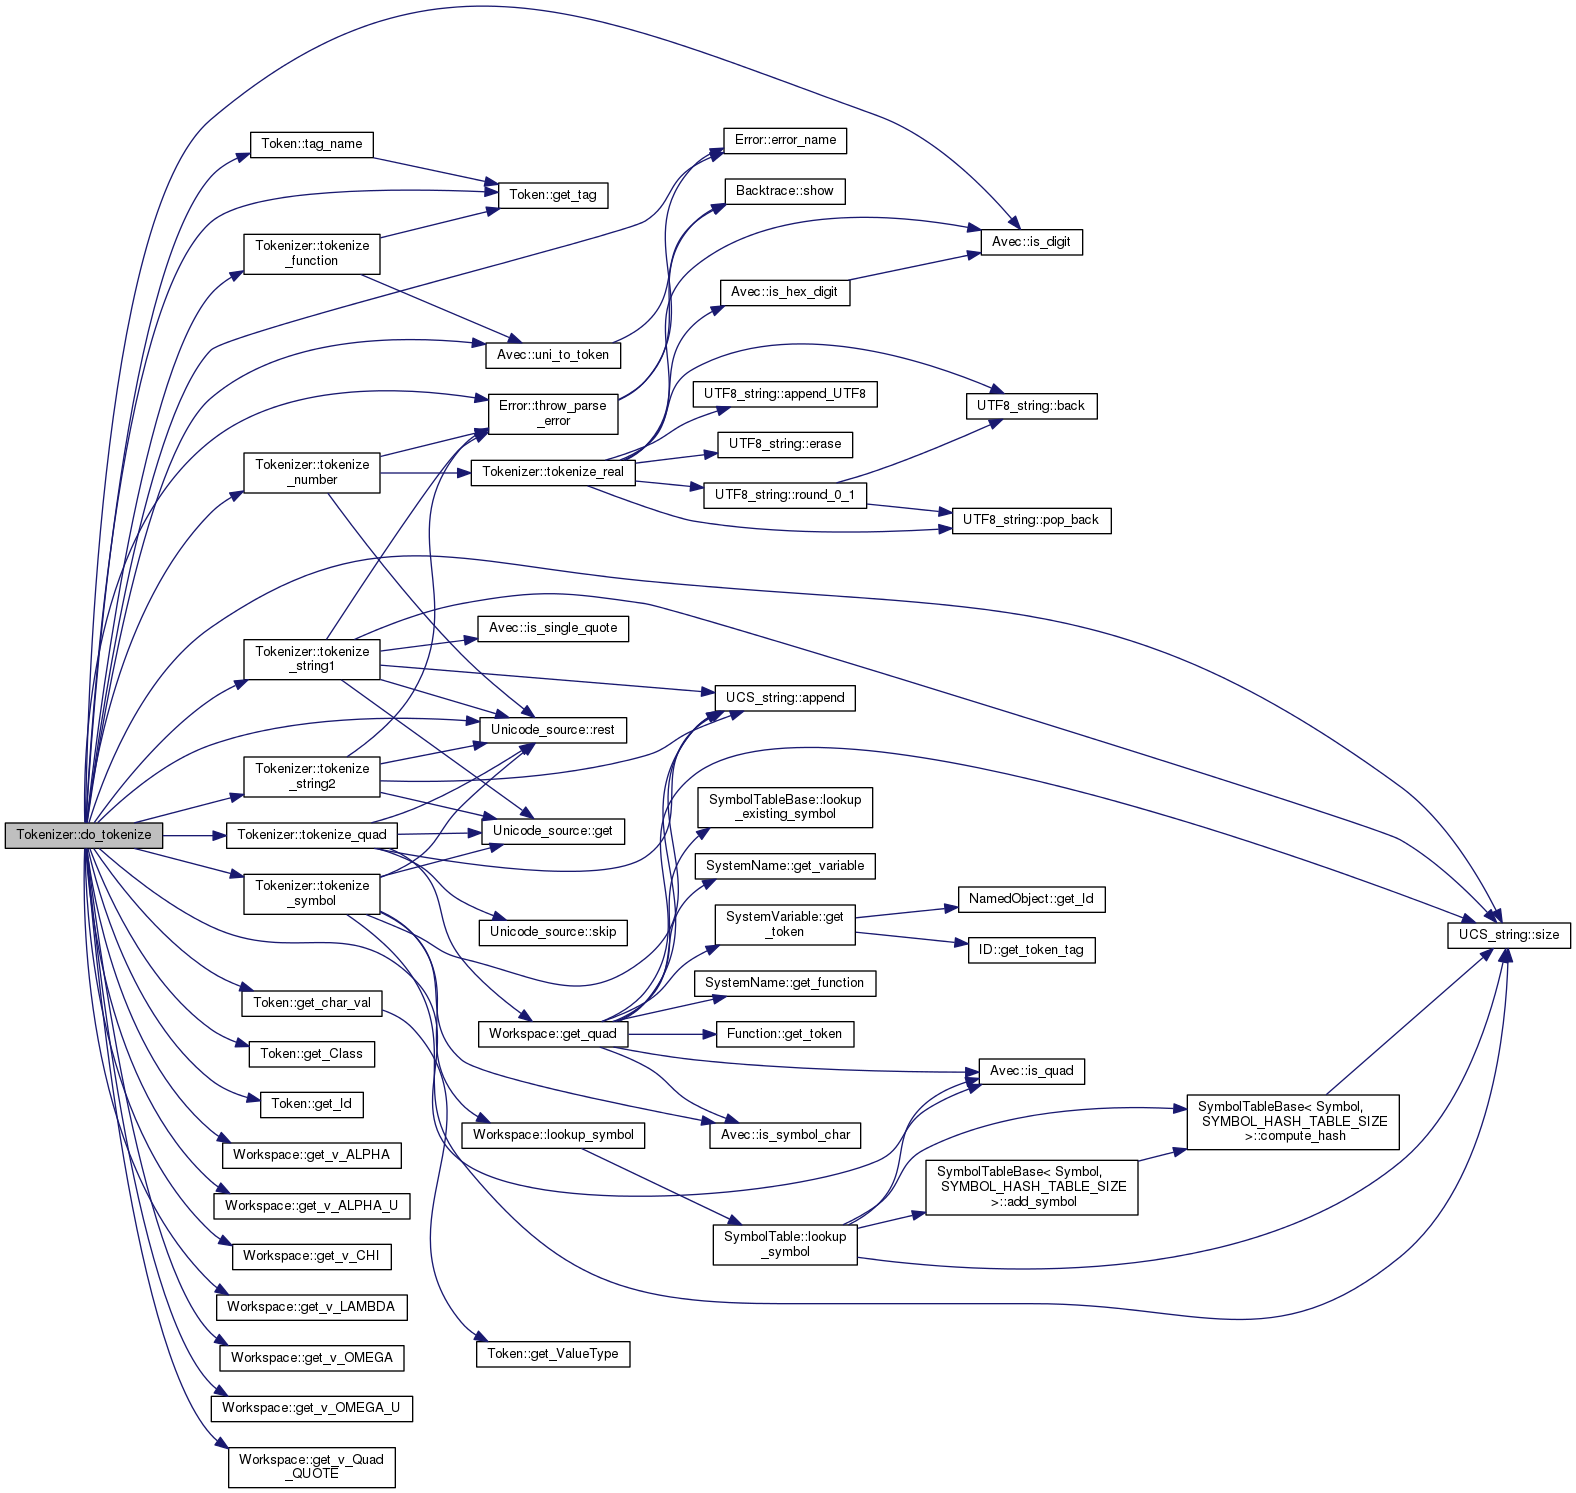 Tokenizer::do_tokenize
Token::tag_name
Tokenizer::tokenize
_function
Tokenizer::tokenize
_number
Tokenizer::tokenize
_string1
Tokenizer::tokenize
_string2
Tokenizer::tokenize_quad
Tokenizer::tokenize
_symbol
Token::get_char_val
Token::get_Class
Token::get_Id
Workspace::get_v_ALPHA
Workspace::get_v_ALPHA_U
Workspace::get_v_CHI
Workspace::get_v_LAMBDA
Workspace::get_v_OMEGA
Workspace::get_v_OMEGA_U
Workspace::get_v_Quad
_QUOTE
Token::get_tag
Avec::uni_to_token
Error::throw_parse
_error
Tokenizer::tokenize_real
Avec::is_single_quote
Unicode_source::rest
Unicode_source::get
Unicode_source::skip
Workspace::get_quad
Workspace::lookup_symbol
Token::get_ValueType
Error::error_name
Backtrace::show
Avec::is_hex_digit
UTF8_string::append_UTF8
UTF8_string::erase
UTF8_string::round_0_1
UCS_string::append
SymbolTableBase::lookup
_existing_symbol
SystemName::get_variable
SystemVariable::get
_token
SystemName::get_function
Function::get_token
Avec::is_symbol_char
SymbolTable::lookup
_symbol
Avec::is_digit
UTF8_string::back
UTF8_string::pop_back
NamedObject::get_Id
ID::get_token_tag
Avec::is_quad
SymbolTableBase< Symbol,
SYMBOL_HASH_TABLE_SIZE
>::add_symbol
SymbolTableBase< Symbol,
SYMBOL_HASH_TABLE_SIZE
>::compute_hash
UCS_string::size